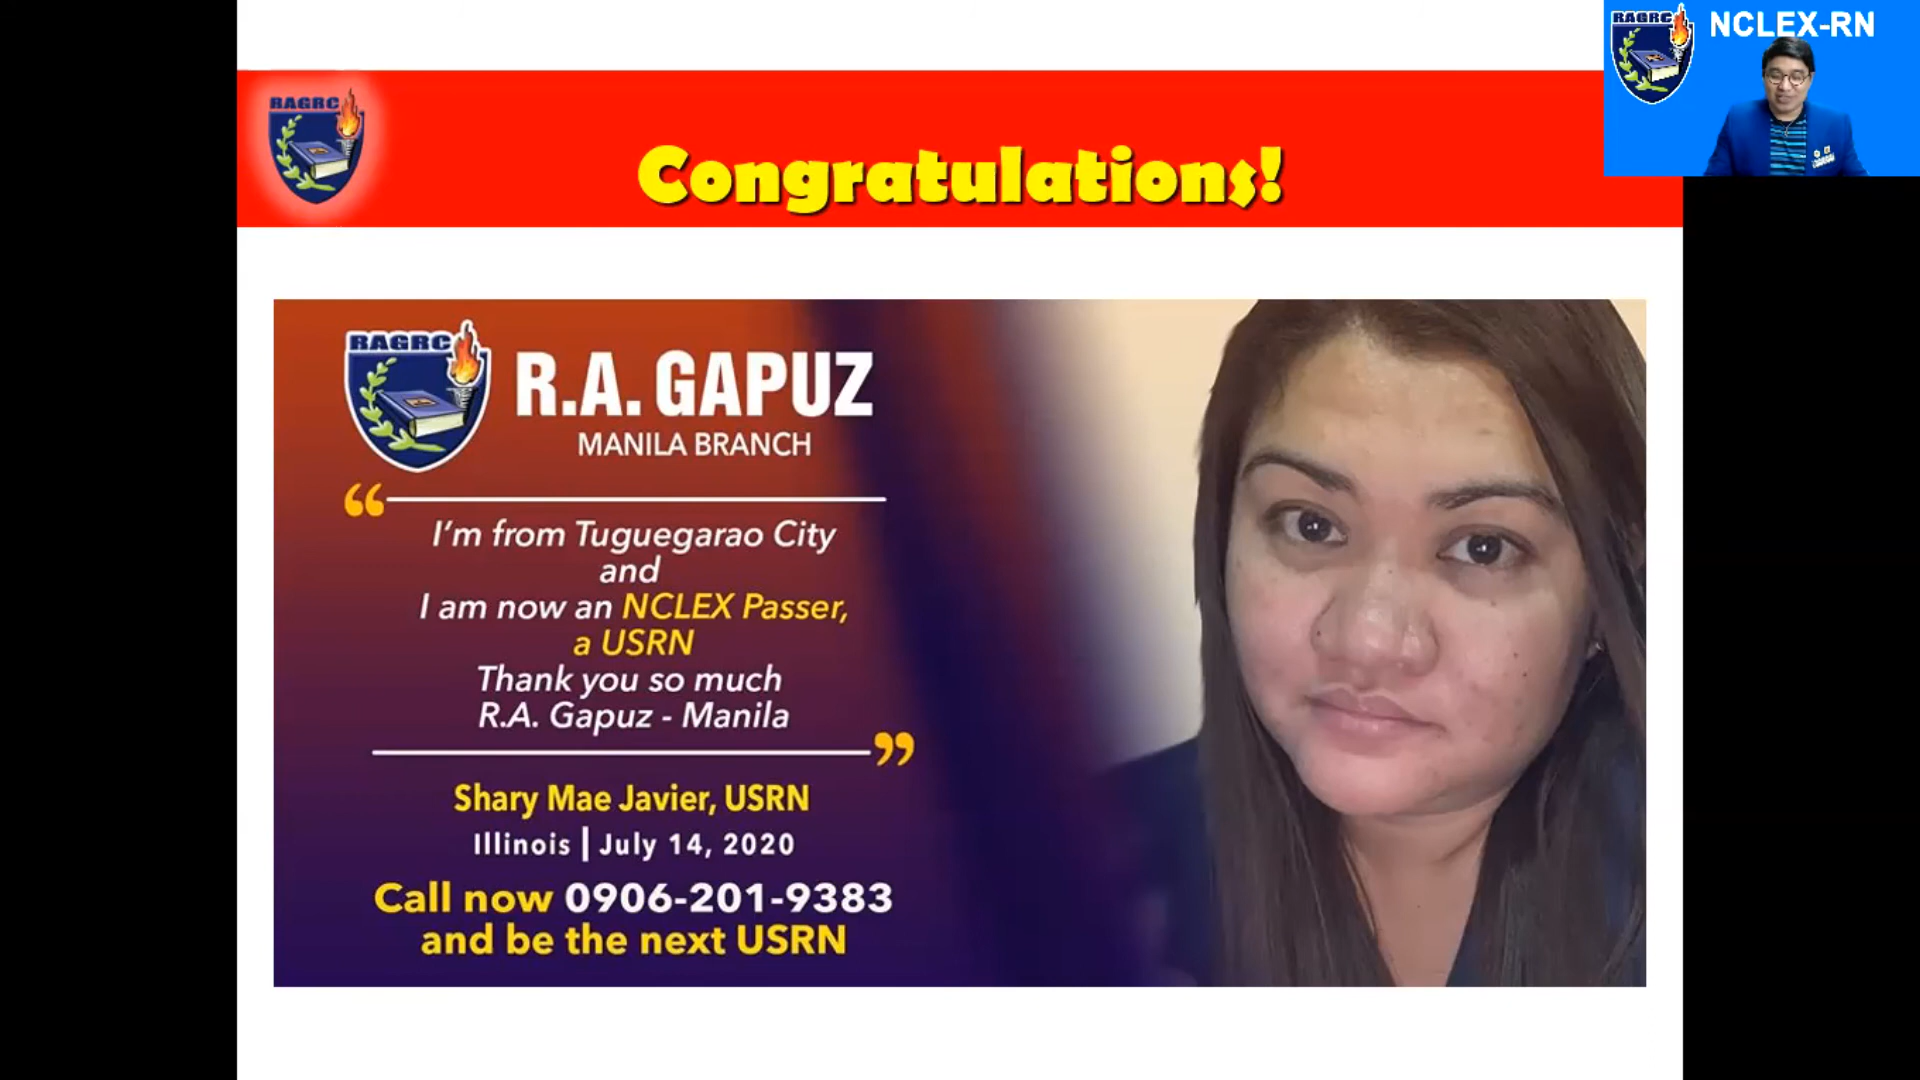 RAGRC
NCLEX-RN
RAGRC
Congratulations!
RAGRC
R.A. GAPUZ
MANILA BRANCH
“
I’m from Tuguegarao City
and
I am now an NCLEX Passer,
a USRN
Thank you so much
R.A. Gapuz - Manila
”
Shary Mae Javier, USRN
Illinois | July 14, 2020
Call now 0906-201-9383
and be the next USRN